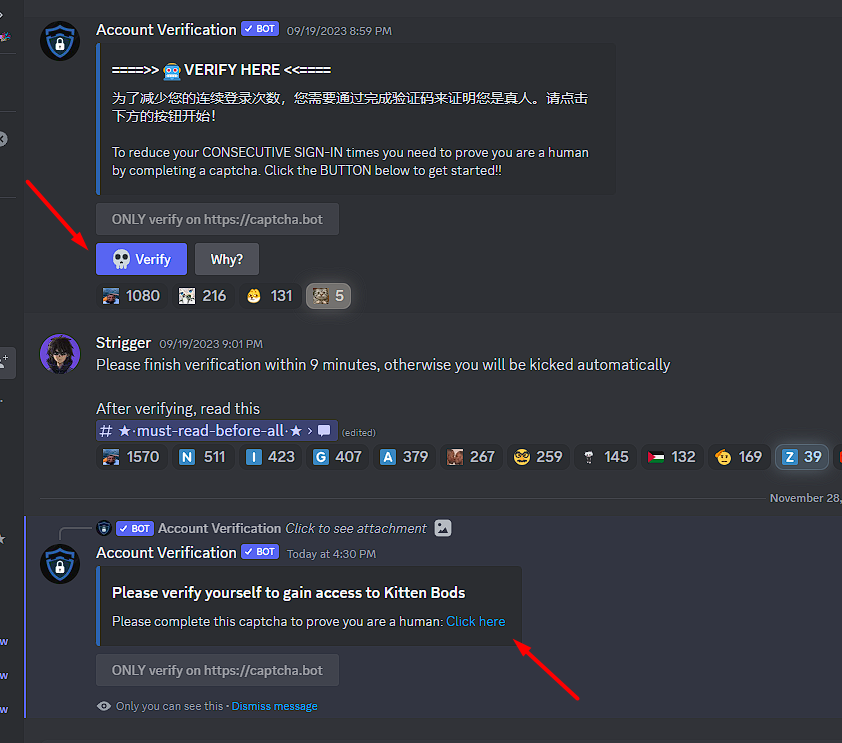 Account Verification ✓ BOT 09/19/2023 8:59 PM
====>> 🤖 VERIFY HERE <<====
为了减少您的连续登录次数，您需要通过完成验证码来证明您是真人。请点击
下方的按钮开始！
To reduce your CONSECUTIVE SIGN-IN times you need to prove you are a human
by completing a captcha. Click the BUTTON below to get started!!
ONLY verify on https://captcha.bot
💀 Verify Why?
1080 216 131 5
Strigger 09/19/2023 9:01 PM
Please finish verification within 9 minutes, otherwise you will be kicked automatically
After verifying, read this
# ★·must-read-before-all·★ › (edited)
1570 N 511 I 423 G 407 A 379 267 259 145 132 169 Z 39
November 28,
✓ BOT Account Verification Click to see attachment
Account Verification ✓ BOT Today at 4:30 PM
Please verify yourself to gain access to Kitten Bods
Please complete this captcha to prove you are a human: Click here
ONLY verify on https://captcha.bot
Only you can see this • Dismiss message